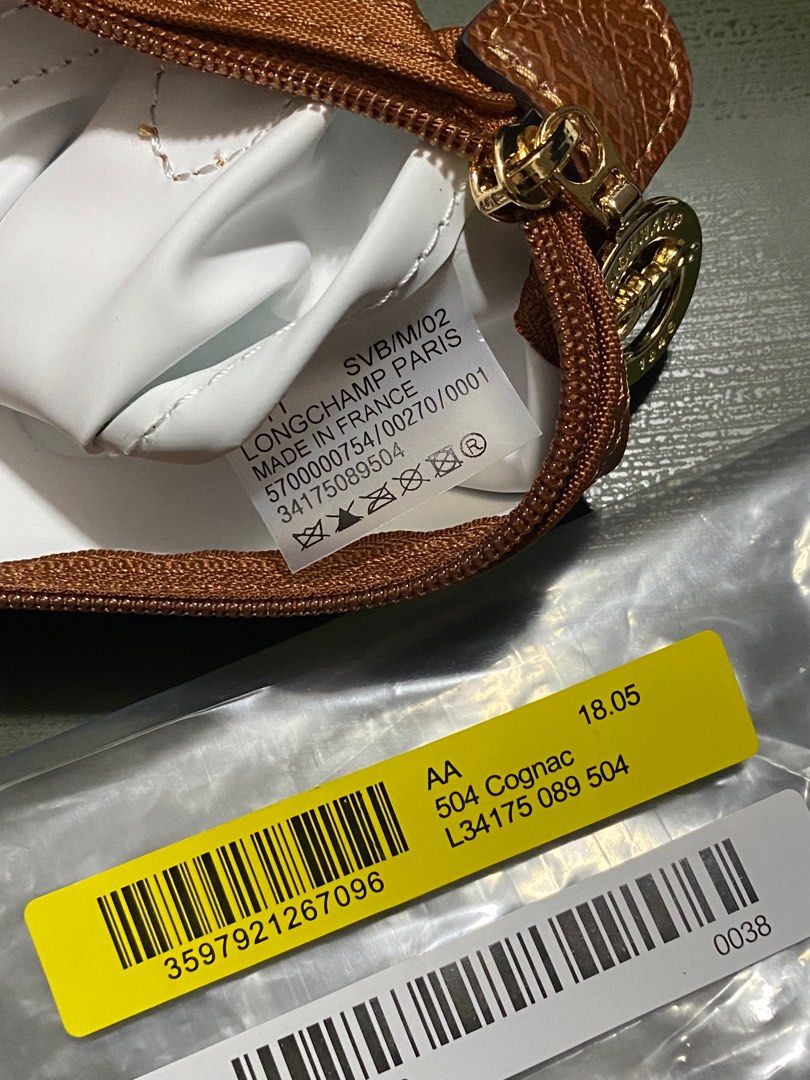 SVB/M/02
LONGCHAMP PARIS
MADE IN FRANCE
5700000754/00270/0001
34175089504
®
AA 18.05
504 Cognac
L34175 089 504
3597921267096
0038